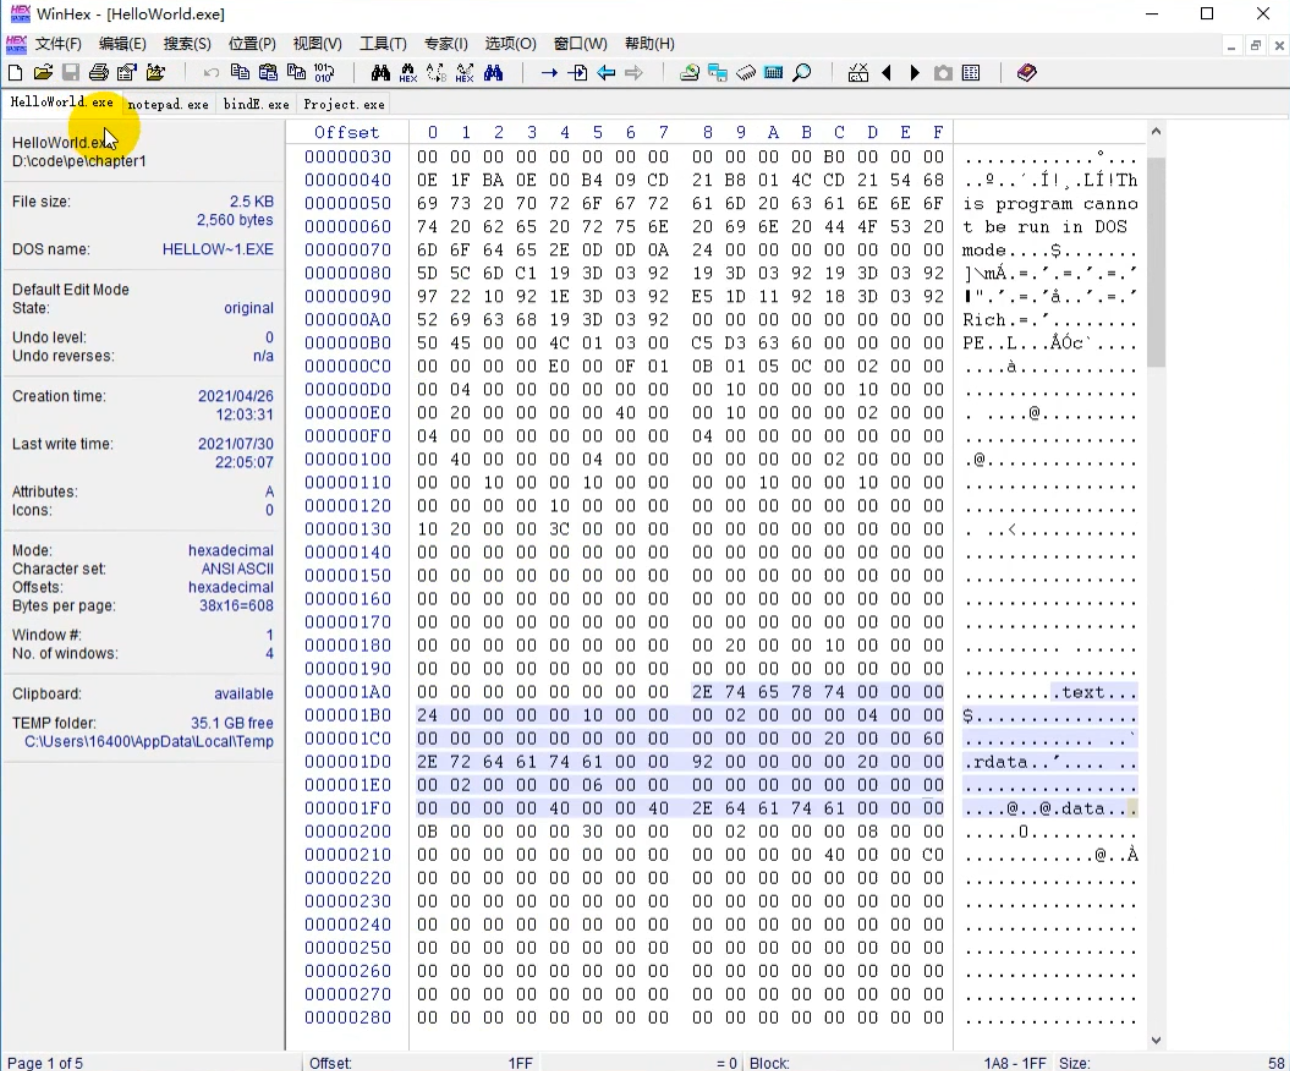 WinHex - [HelloWorld.exe]
文件(F) 编辑(E) 搜索(S) 位置(P) 视图(V) 工具(T) 专家(I) 选项(O) 窗口(W) 帮助(H)
HelloWorld.exe notepad.exe bindE.exe Project.exe
HelloWorld.exe
D:\code\pe\chapter1
File size: 2.5 KB
2,560 bytes
DOS name: HELLOW~1.EXE
Default Edit Mode
State: original
Undo level: 0
Undo reverses: n/a
Creation time: 2021/04/26
12:03:31
Last write time: 2021/07/30
22:05:07
Attributes: A
Icons: 0
Mode: hexadecimal
Character set: ANSI ASCII
Offsets: hexadecimal
Bytes per page: 38x16=608
Window #: 1
No. of windows: 4
Clipboard: available
TEMP folder: 35.1 GB free
C:\Users\16400\AppData\Local\Temp
Offset 0 1 2 3 4 5 6 7 8 9 A B C D E F
00000030 00 00 00 00 00 00 00 00 00 00 00 00 B0 00 00 00 ............°...
00000040 0E 1F BA 0E 00 B4 09 CD 21 B8 01 4C CD 21 54 68 ..º..´.Í!¸.LÍ!Th
00000050 69 73 20 70 72 6F 67 72 61 6D 20 63 61 6E 6E 6F is program canno
00000060 74 20 62 65 20 72 75 6E 20 69 6E 20 44 4F 53 20 t be run in DOS
00000070 6D 6F 64 65 2E 0D 0D 0A 24 00 00 00 00 00 00 00 mode....$.......
00000080 5D 5C 6D C1 19 3D 03 92 19 3D 03 92 19 3D 03 92 ]\mÁ.=.’.=.’.=.’
00000090 97 22 10 92 1E 3D 03 92 E5 1D 11 92 18 3D 03 92 ".’.=.’å..’.=.’
000000A0 52 69 63 68 19 3D 03 92 00 00 00 00 00 00 00 00 Rich.=.’........
000000B0 50 45 00 00 4C 01 03 00 C5 D3 63 60 00 00 00 00 PE..L...ÅÓc`....
000000C0 00 00 00 00 E0 00 0F 01 0B 01 05 0C 00 02 00 00 ....à...........
000000D0 00 04 00 00 00 00 00 00 00 10 00 00 00 10 00 00 ................
000000E0 00 20 00 00 00 00 40 00 00 10 00 00 00 02 00 00 . ....@.........
000000F0 04 00 00 00 00 00 00 00 04 00 00 00 00 00 00 00 ................
00000100 00 40 00 00 00 04 00 00 00 00 00 00 02 00 00 00 .@..............
00000110 00 00 10 00 00 10 00 00 00 00 10 00 00 10 00 00 ................
00000120 00 00 00 00 10 00 00 00 00 00 00 00 00 00 00 00 ................
00000130 10 20 00 00 3C 00 00 00 00 00 00 00 00 00 00 00 . ..<...........
00000140 00 00 00 00 00 00 00 00 00 00 00 00 00 00 00 00 ................
00000150 00 00 00 00 00 00 00 00 00 00 00 00 00 00 00 00 ................
00000160 00 00 00 00 00 00 00 00 00 00 00 00 00 00 00 00 ................
00000170 00 00 00 00 00 00 00 00 00 00 00 00 00 00 00 00 ................
00000180 00 00 00 00 00 00 00 00 00 20 00 00 10 00 00 00 ......... ......
00000190 00 00 00 00 00 00 00 00 00 00 00 00 00 00 00 00 ................
000001A0 00 00 00 00 00 00 00 00 2E 74 65 78 74 00 00 00 .........text...
000001B0 24 00 00 00 00 10 00 00 00 02 00 00 00 04 00 00 $...............
000001C0 00 00 00 00 00 00 00 00 00 00 00 00 20 00 00 60 ............ ..`
000001D0 2E 72 64 61 74 61 00 00 92 00 00 00 00 20 00 00 .rdata..’.... ..
000001E0 00 02 00 00 00 06 00 00 00 00 00 00 00 00 00 00 ................
000001F0 00 00 00 00 40 00 00 40 2E 64 61 74 61 00 00 00 ....@..@.data...
00000200 0B 00 00 00 00 30 00 00 00 02 00 00 00 08 00 00 .....0..........
00000210 00 00 00 00 00 00 00 00 00 00 00 00 40 00 00 C0 ............@..À
00000220 00 00 00 00 00 00 00 00 00 00 00 00 00 00 00 00 ................
00000230 00 00 00 00 00 00 00 00 00 00 00 00 00 00 00 00 ................
00000240 00 00 00 00 00 00 00 00 00 00 00 00 00 00 00 00 ................
00000250 00 00 00 00 00 00 00 00 00 00 00 00 00 00 00 00 ................
00000260 00 00 00 00 00 00 00 00 00 00 00 00 00 00 00 00 ................
00000270 00 00 00 00 00 00 00 00 00 00 00 00 00 00 00 00 ................
00000280 00 00 00 00 00 00 00 00 00 00 00 00 00 00 00 00 ................
Page 1 of 5 Offset: 1FF = 0 Block: 1A8 - 1FF Size: 58